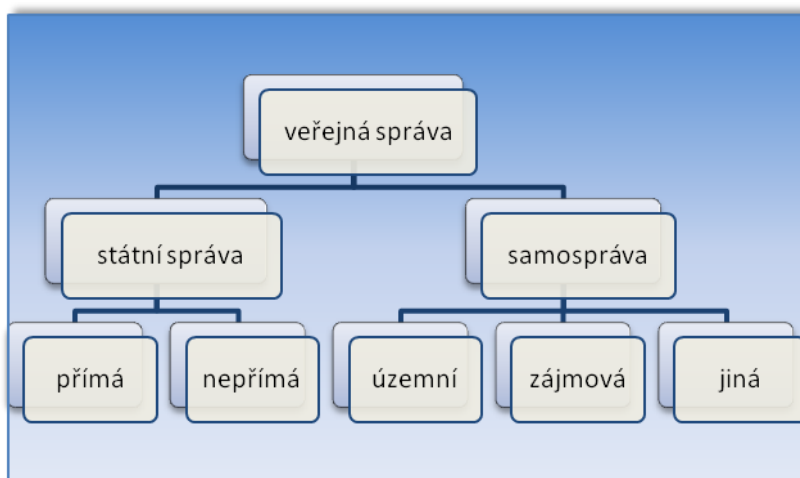 veřejná správa
státní správa
samospráva
přímá
nepřímá
územní
zájmová
jiná